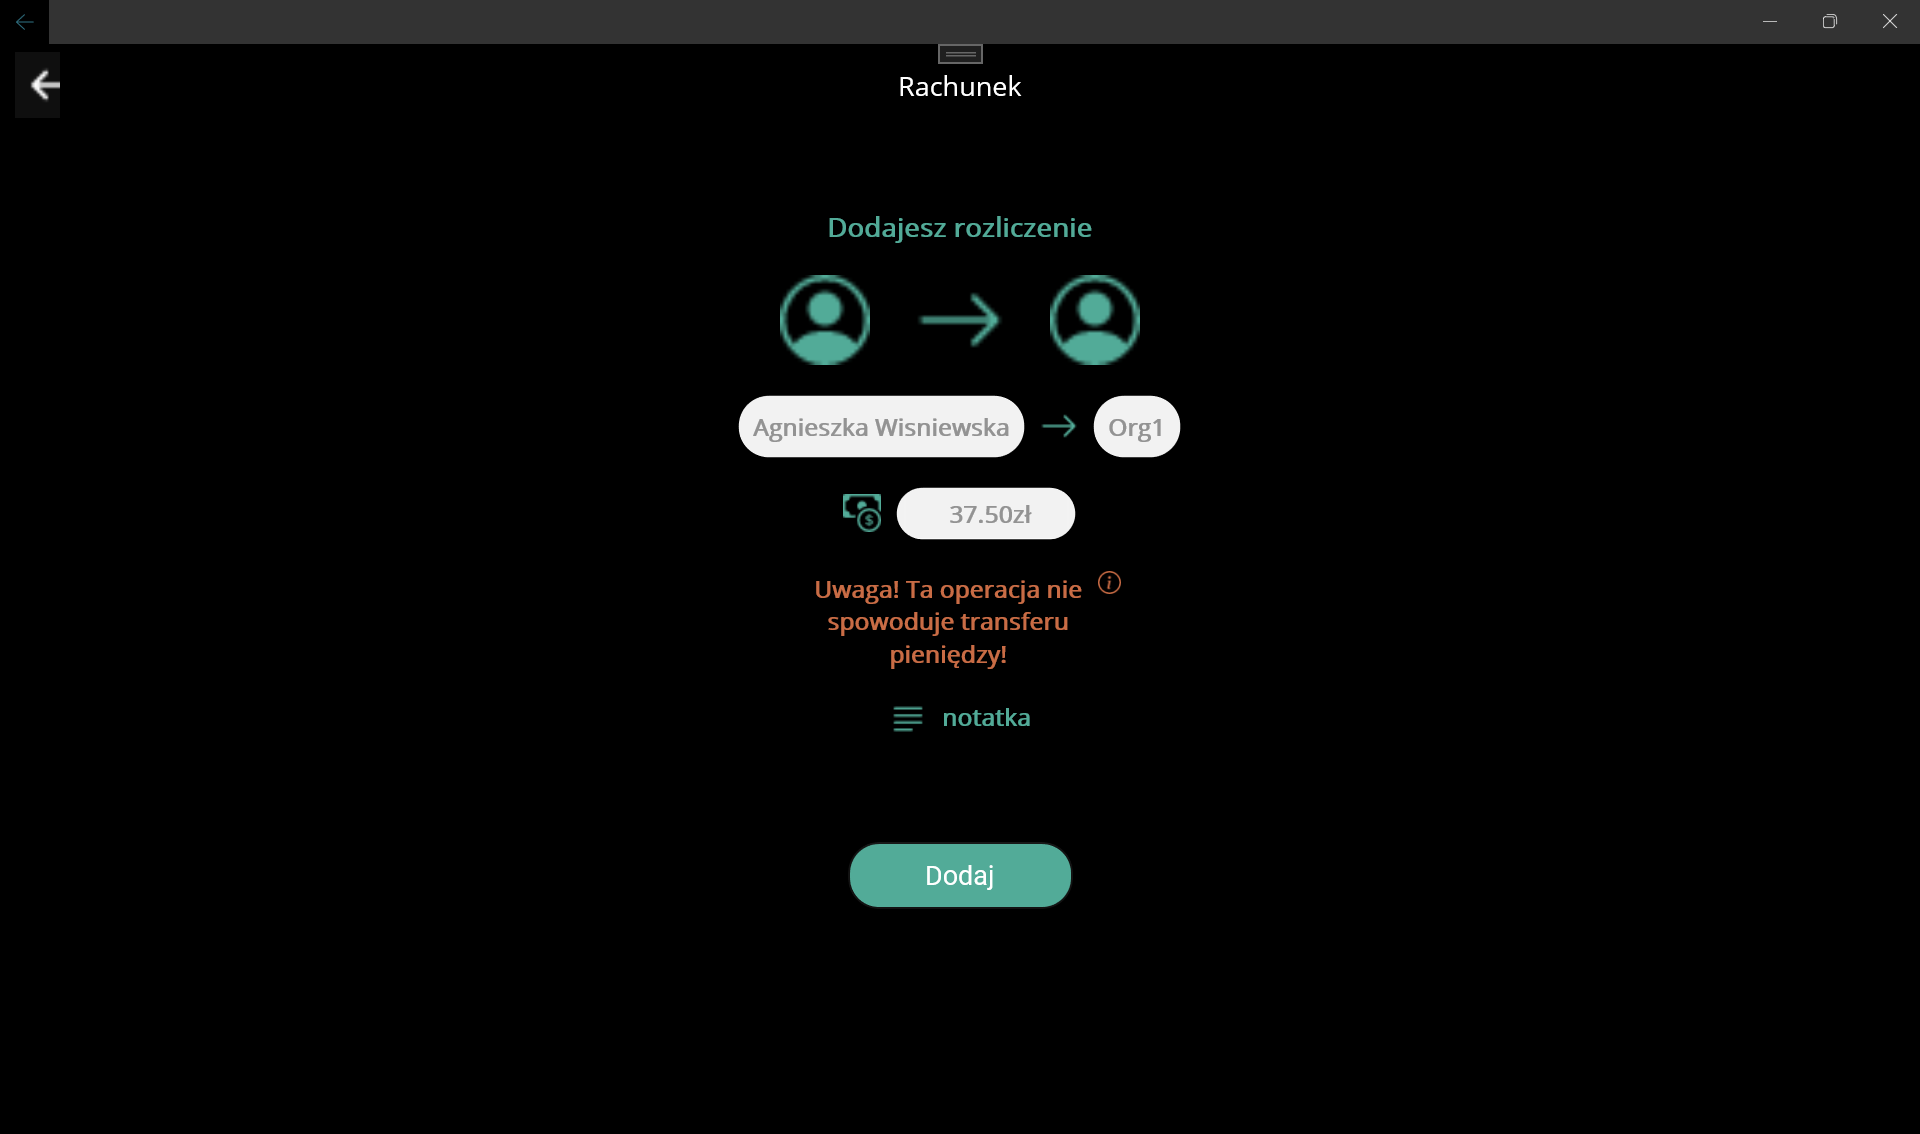 Rachunek
Dodajesz rozliczenie
Agnieszka Wisniewska
Org1
37.50zł
Uwaga! Ta operacja nie
spowoduje transferu
pieniędzy!
notatka
Dodaj